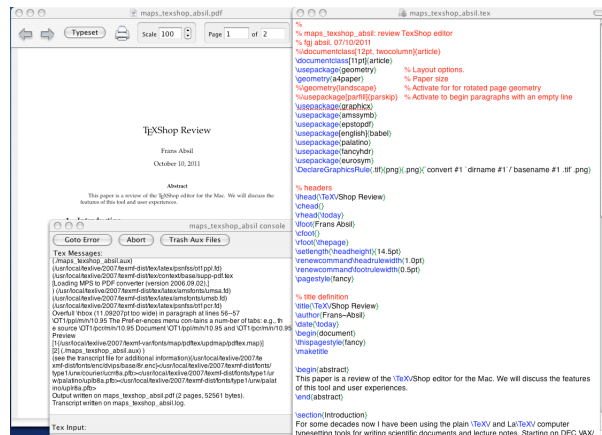 maps_texshop_absil.pdf
Typeset
Scale 100
Page 1 of 2
TeXShop Review
Frans Absil
October 10, 2011
Abstract
This paper is a review of the TeXShop editor for the Mac. We will discuss the
features of this tool and user experiences.
maps_texshop_absil console
Goto Error
Abort
Trash Aux Files
Tex Messages:
(./maps_texshop_absil.aux)
(/usr/local/texlive/2007/texmf-dist/tex/latex/psnfss/ot1ppl.fd)
(/usr/local/texlive/2007/texmf-dist/tex/context/base/supp-pdf.tex
[Loading MPS to PDF converter (version 2006.09.02).]
) (/usr/local/texlive/2007/texmf-dist/tex/latex/amsfonts/umsa.fd)
(/usr/local/texlive/2007/texmf-dist/tex/latex/amsfonts/umsb.fd)
(/usr/local/texlive/2007/texmf-dist/tex/latex/psnfss/ot1pcr.fd)
Overfull \hbox (11.09207pt too wide) in paragraph at lines 56--57
\OT1/ppl/m/n/10.95 The Pref-er-ences menu con-tains a num-ber of tabs: e.g., th
e source \OT1/pcr/m/n/10.95 Document \OT1/ppl/m/n/10.95 and \OT1/pcr/m/n/10.95
Preview
[1{/usr/local/texlive/2007/texmf-var/fonts/map/pdftex/updmap/pdftex.map}]
[2] (./maps_texshop_absil.aux) )
(see the transcript file for additional information){/usr/local/texlive/2007/te
xmf-dist/fonts/enc/dvips/base/8r.enc}</usr/local/texlive/2007/texmf-dist/fonts/
type1/urw/courier/ucrr8a.pfb></usr/local/texlive/2007/texmf-dist/fonts/type1/ur
w/palatino/uplb8a.pfb></usr/local/texlive/2007/texmf-dist/fonts/type1/urw/palat
ino/uplr8a.pfb>
Output written on maps_texshop_absil.pdf (2 pages, 52561 bytes).
Transcript written on maps_texshop_absil.log.
Tex Input:
maps_texshop_absil.tex
%
% maps_texshop_absil: review TexShop editor
% fgj absil, 07/10/2011
%\documentclass[12pt, twocolumn]{article}
\documentclass[11pt]{article}
\usepackage{geometry} % Layout options.
\geometry{a4paper} % Paper size
%\geometry{landscape} % Activate for for rotated page geometry
%\usepackage[parfill]{parskip} % Activate to begin paragraphs with an empty line
\usepackage{graphicx}
\usepackage{amssymb}
\usepackage{epstopdf}
\usepackage[english]{babel}
\usepackage{palatino}
\usepackage{fancyhdr}
\usepackage{eurosym}
\DeclareGraphicsRule{.tif}{png}{.png}{`convert #1 `dirname #1`/`basename #1 .tif`.png}
% headers
\lhead{\TeX\/Shop Review}
\chead{}
\rhead{\today}
\lfoot{Frans Absil}
\cfoot{}
\rfoot{\thepage}
\setlength{\headheight}{14.5pt}
\renewcommand\headrulewidth{1.0pt}
\renewcommand\footrulewidth{0.5pt}
\pagestyle{fancy}
% title definition
\title{\TeX\/Shop Review}
\author{Frans~Absil}
\date{\today}
\begin{document}
\thispagestyle{fancy}
\maketitle
\begin{abstract}
This paper is a review of the \TeX\/Shop editor for the Mac. We will discuss the features
of this tool and user experiences.
\end{abstract}
\section{Introduction}
For some decades now I have been using the plain \TeX\/ and La\TeX\/ computer
typesetting tools for writing scientific documents and lecture notes. Starting on DEC VAX/